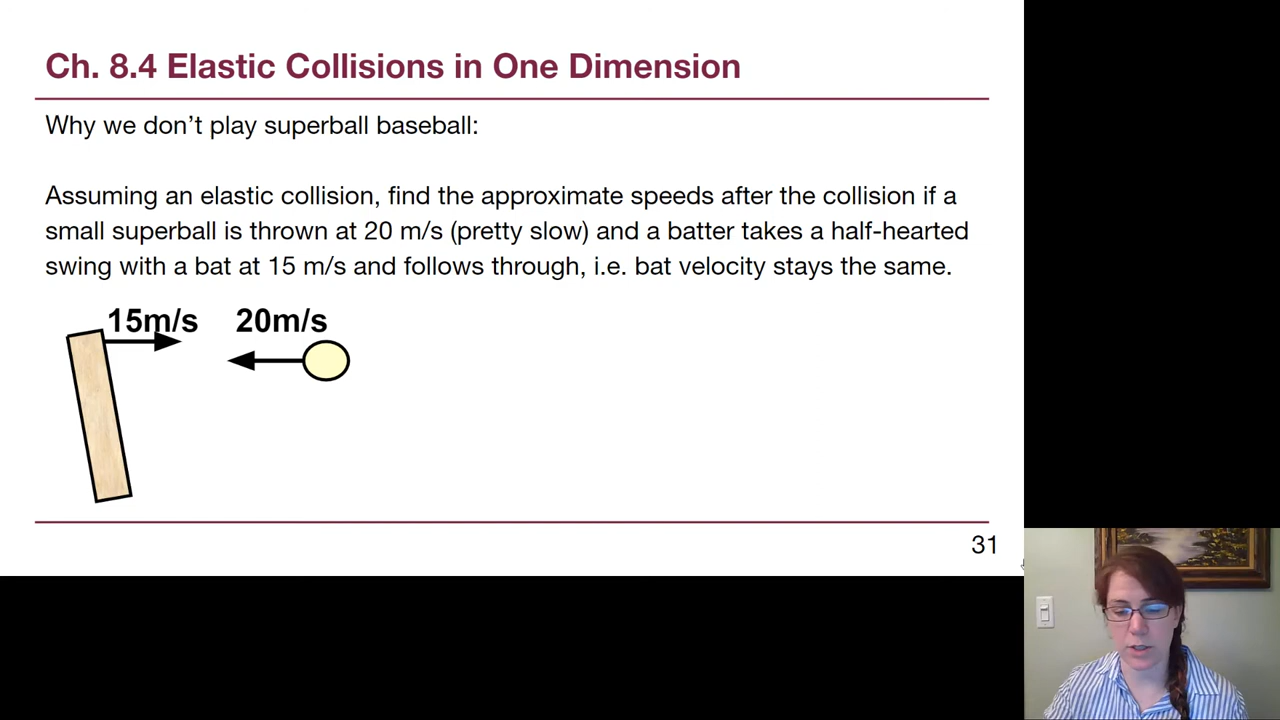 Ch. 8.4 Elastic Collisions in One Dimension
Why we don't play superball baseball:
Assuming an elastic collision, find the approximate speeds after the collision if a
small superball is thrown at 20 m/s (pretty slow) and a batter takes a half-hearted
swing with a bat at 15 m/s and follows through, i.e. bat velocity stays the same.
15m/s 20m/s
31